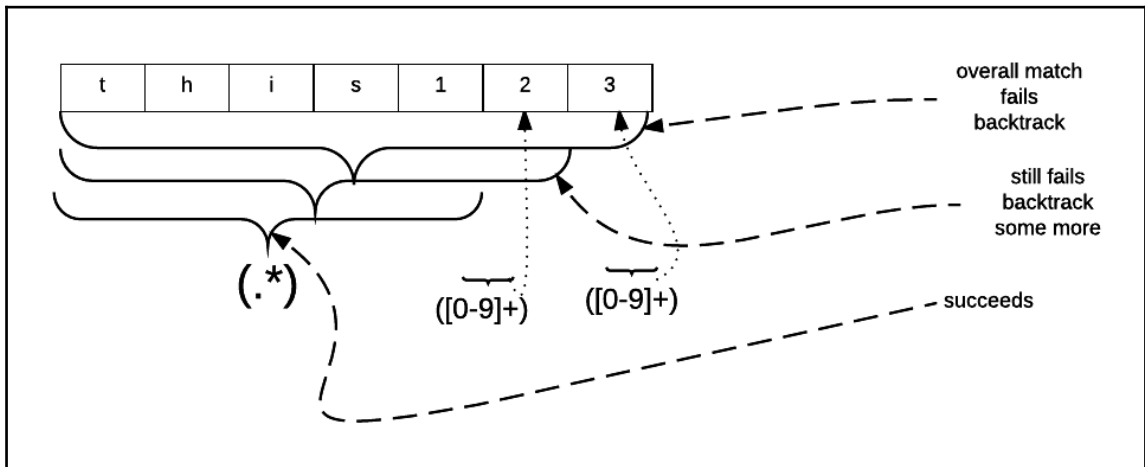 t h i s 1 2 3
overall match
fails
backtrack
still fails
backtrack
some more
(.*)
([0-9]+)
([0-9]+)
succeeds